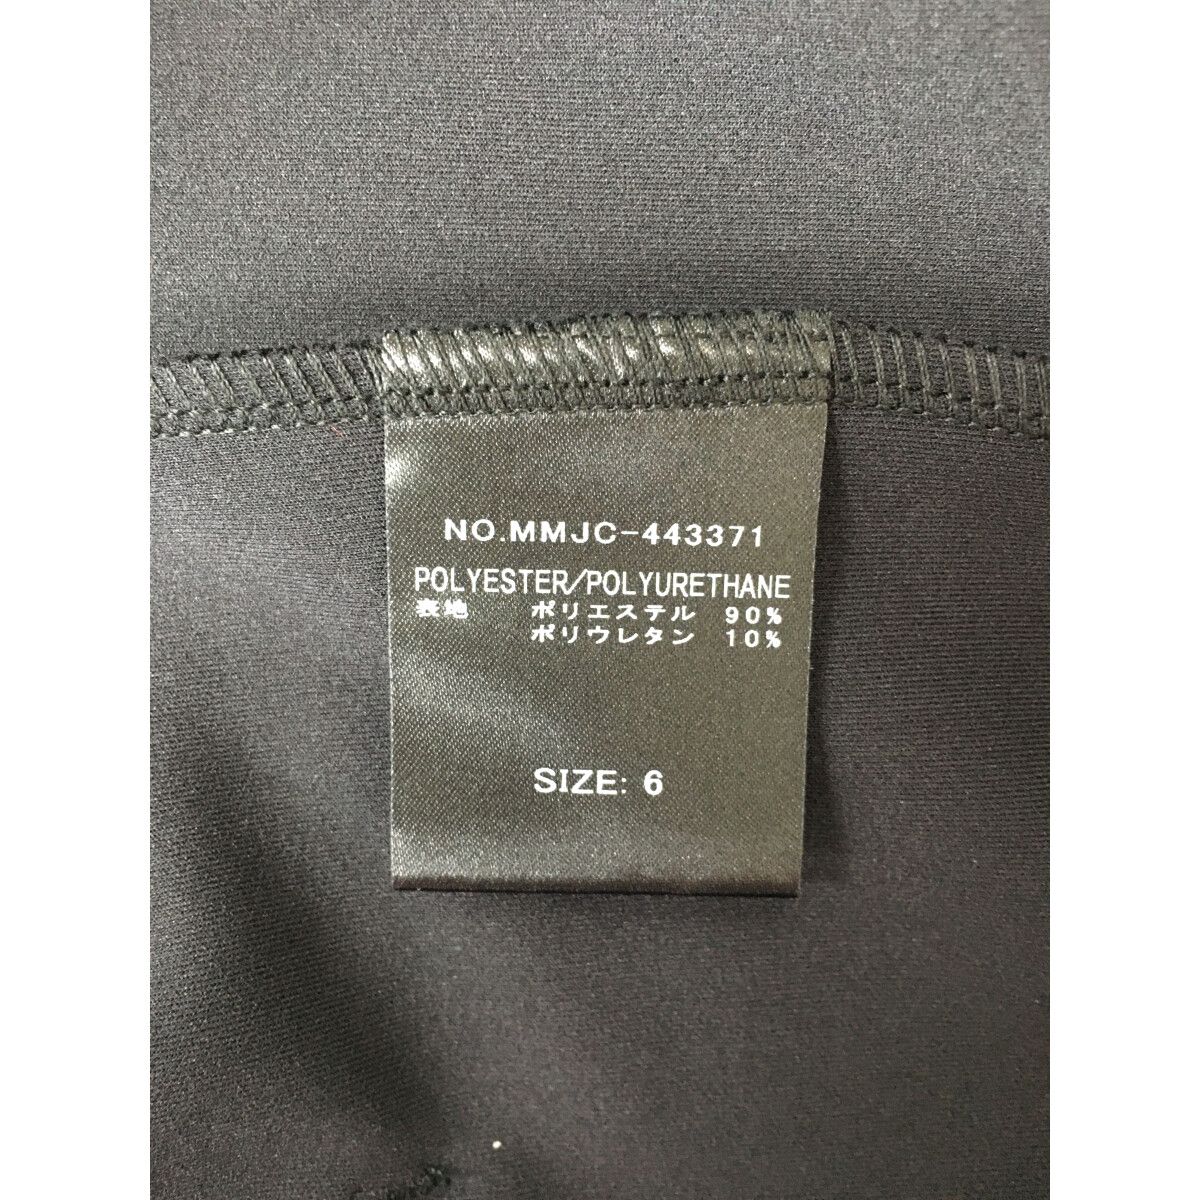 NO.MMJC-443371
POLYESTER/POLYURETHANE
表地 ポリエステル 90%
ポリウレタン 10%
SIZE: 6